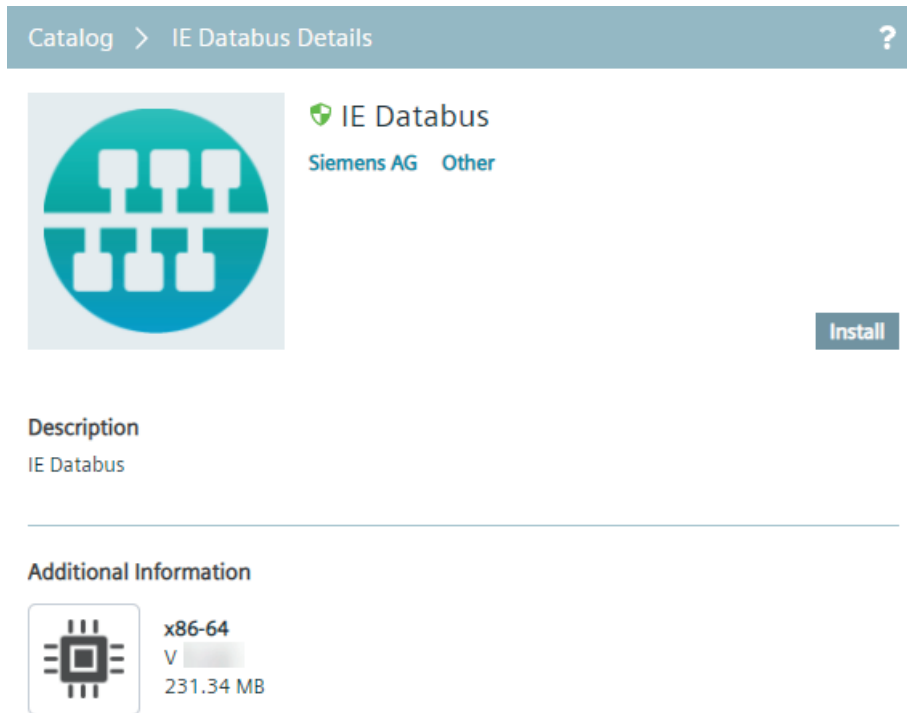 Catalog > IE Databus Details ?
IE Databus
Siemens AG Other
Install
Description
IE Databus
Additional Information
x86-64
V
231.34 MB